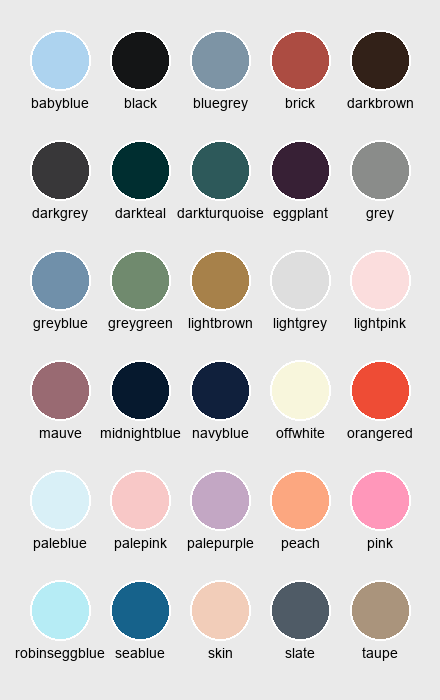 babyblue black bluegrey brick darkbrown
darkgrey darkteal darkturquoise eggplant grey
greyblue greygreen lightbrown lightgrey lightpink
mauve midnightblue navyblue offwhite orangered
paleblue palepink palepurple peach pink
robinseggblue seablue skin slate taupe